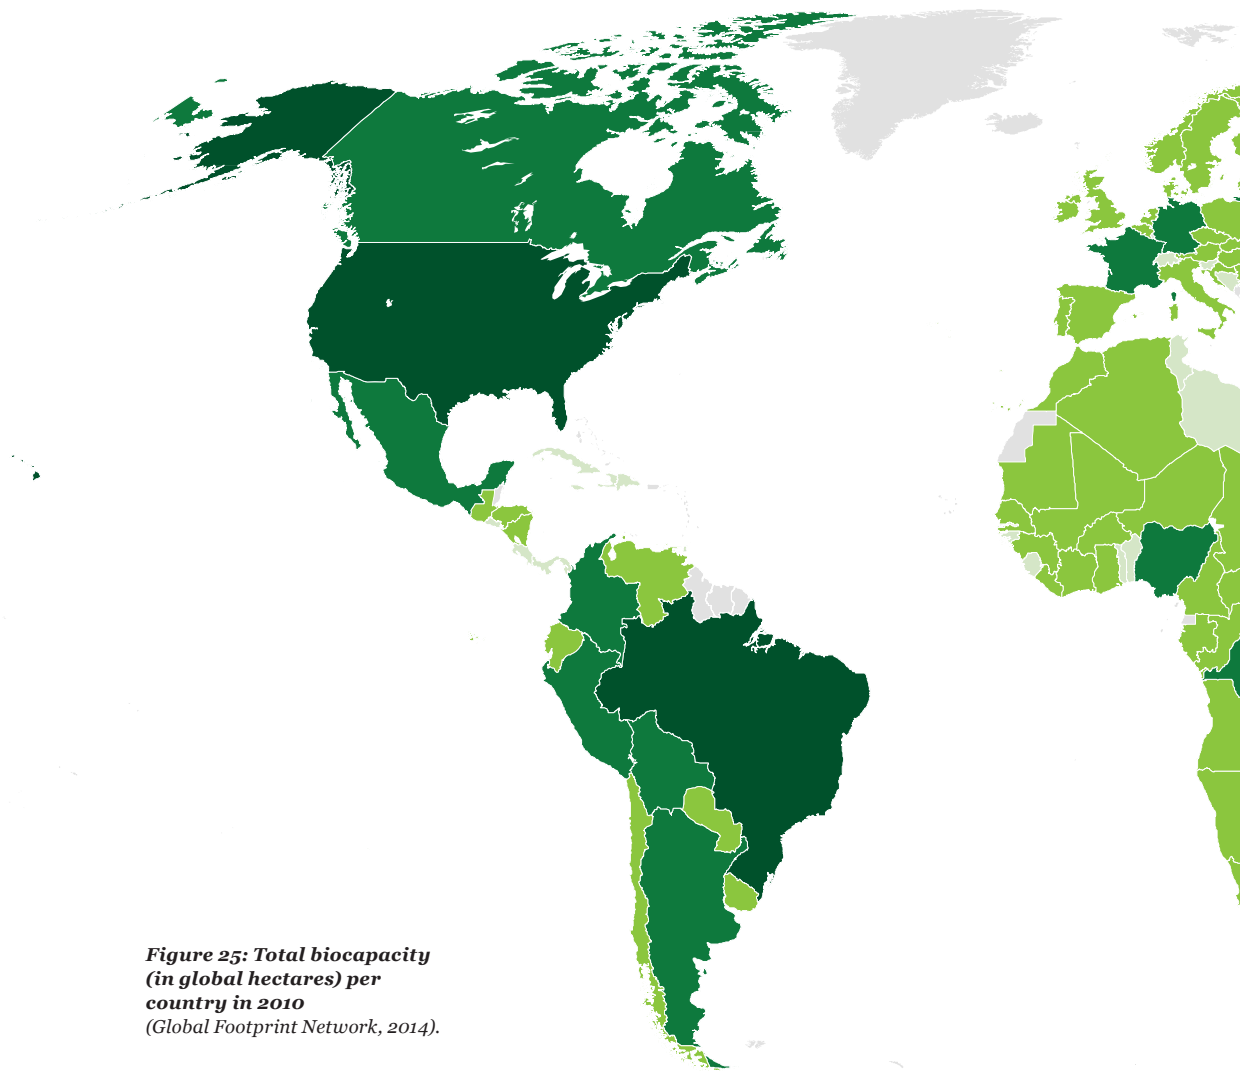 Figure 25: Total biocapacity
(in global hectares) per
country in 2010
(Global Footprint Network, 2014).